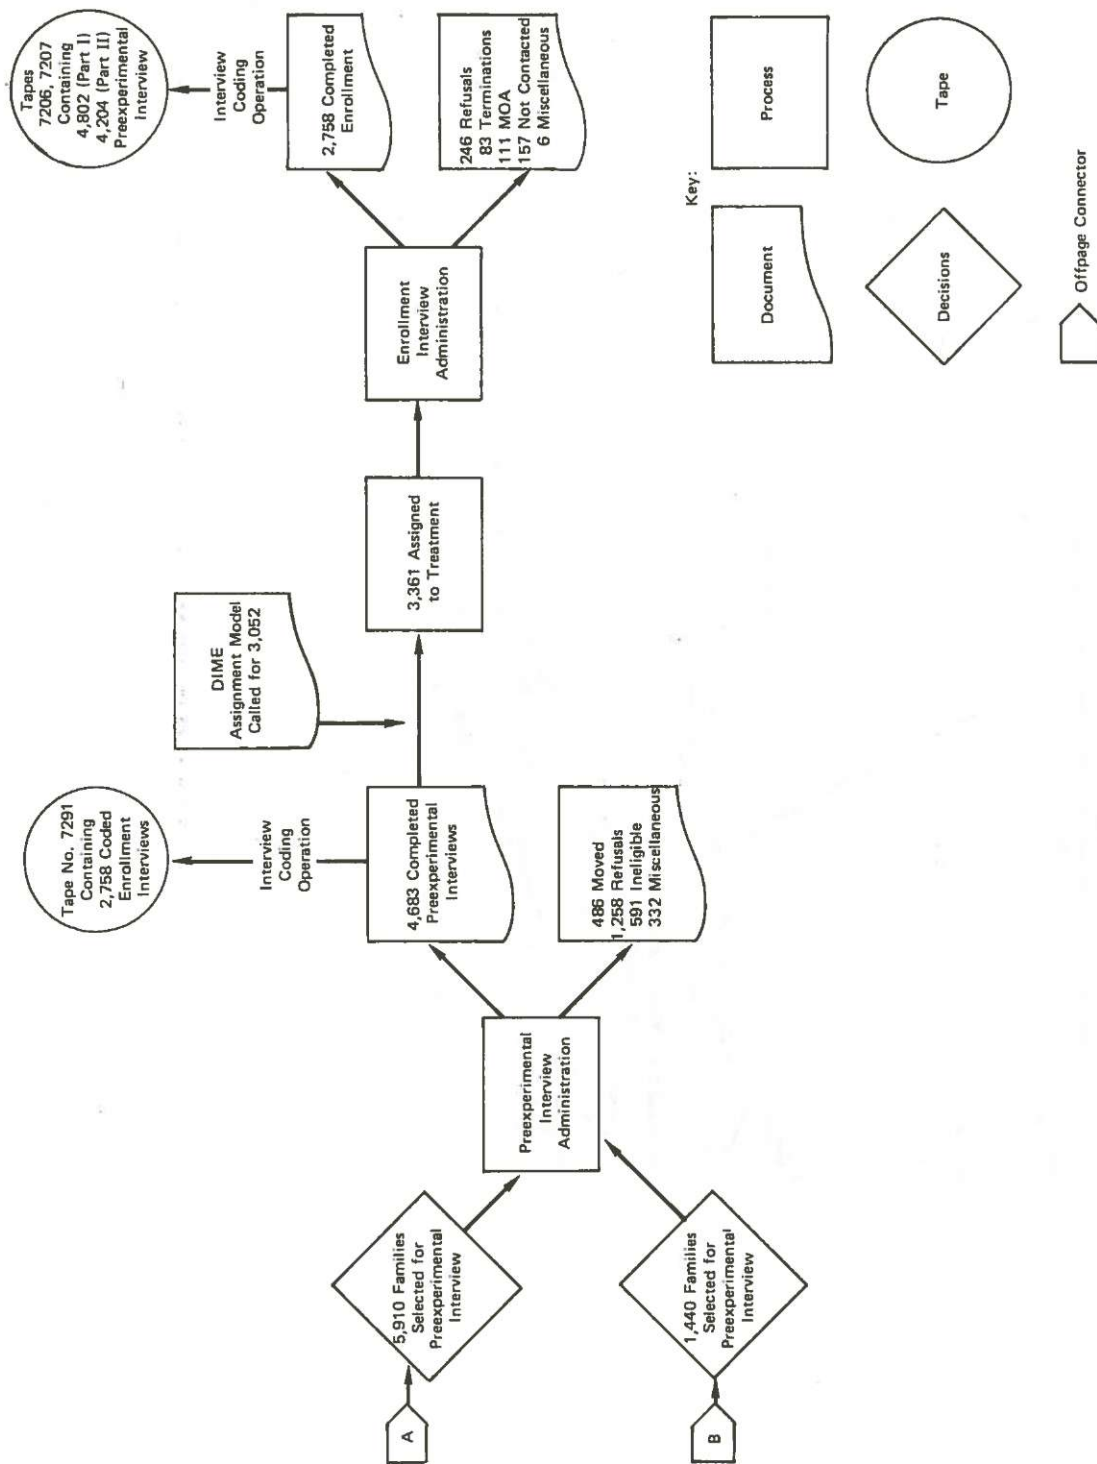 A
B
5,910 Families
Selected for
Preexperimental
Interview
1,440 Families
Selected for
Preexperimental
Interview
Preexperimental
Interview
Administration
Tape No. 7291
Containing
2,758 Coded
Enrollment
Interviews
Interview
Coding
Operation
4,683 Completed
Preexperimental
Interviews
486 Moved
1,258 Refusals
591 Ineligible
332 Miscellaneous
DIME
Assignment Model
Called for 3,052
3,361 Assigned
to Treatment
Enrollment
Interview
Administration
Tapes
7206, 7207
Containing
4,802 (Part I)
4,204 (Part II)
Preexperimental
Interview
Interview
Coding
Operation
2,758 Completed
Enrollment
246 Refusals
83 Terminations
111 MOA
157 Not Contacted
6 Miscellaneous
Key:
Document
Process
Decisions
Tape
Offpage Connector